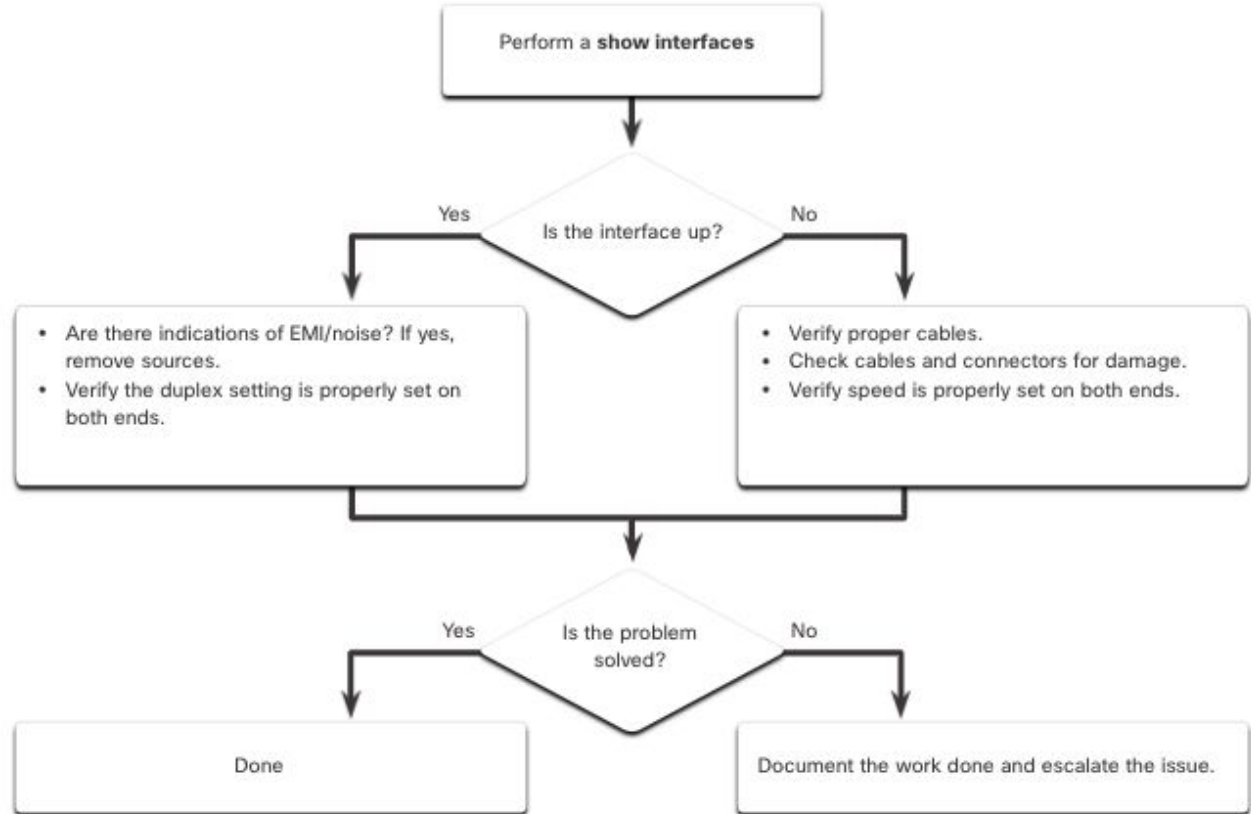 Perform a show interfaces
Yes
Is the interface up?
No
• Are there indications of EMI/noise? If yes,
remove sources.
• Verify the duplex setting is properly set on
both ends.
• Verify proper cables.
• Check cables and connectors for damage.
• Verify speed is properly set on both ends.
Yes
Is the problem
solved?
No
Done
Document the work done and escalate the issue.